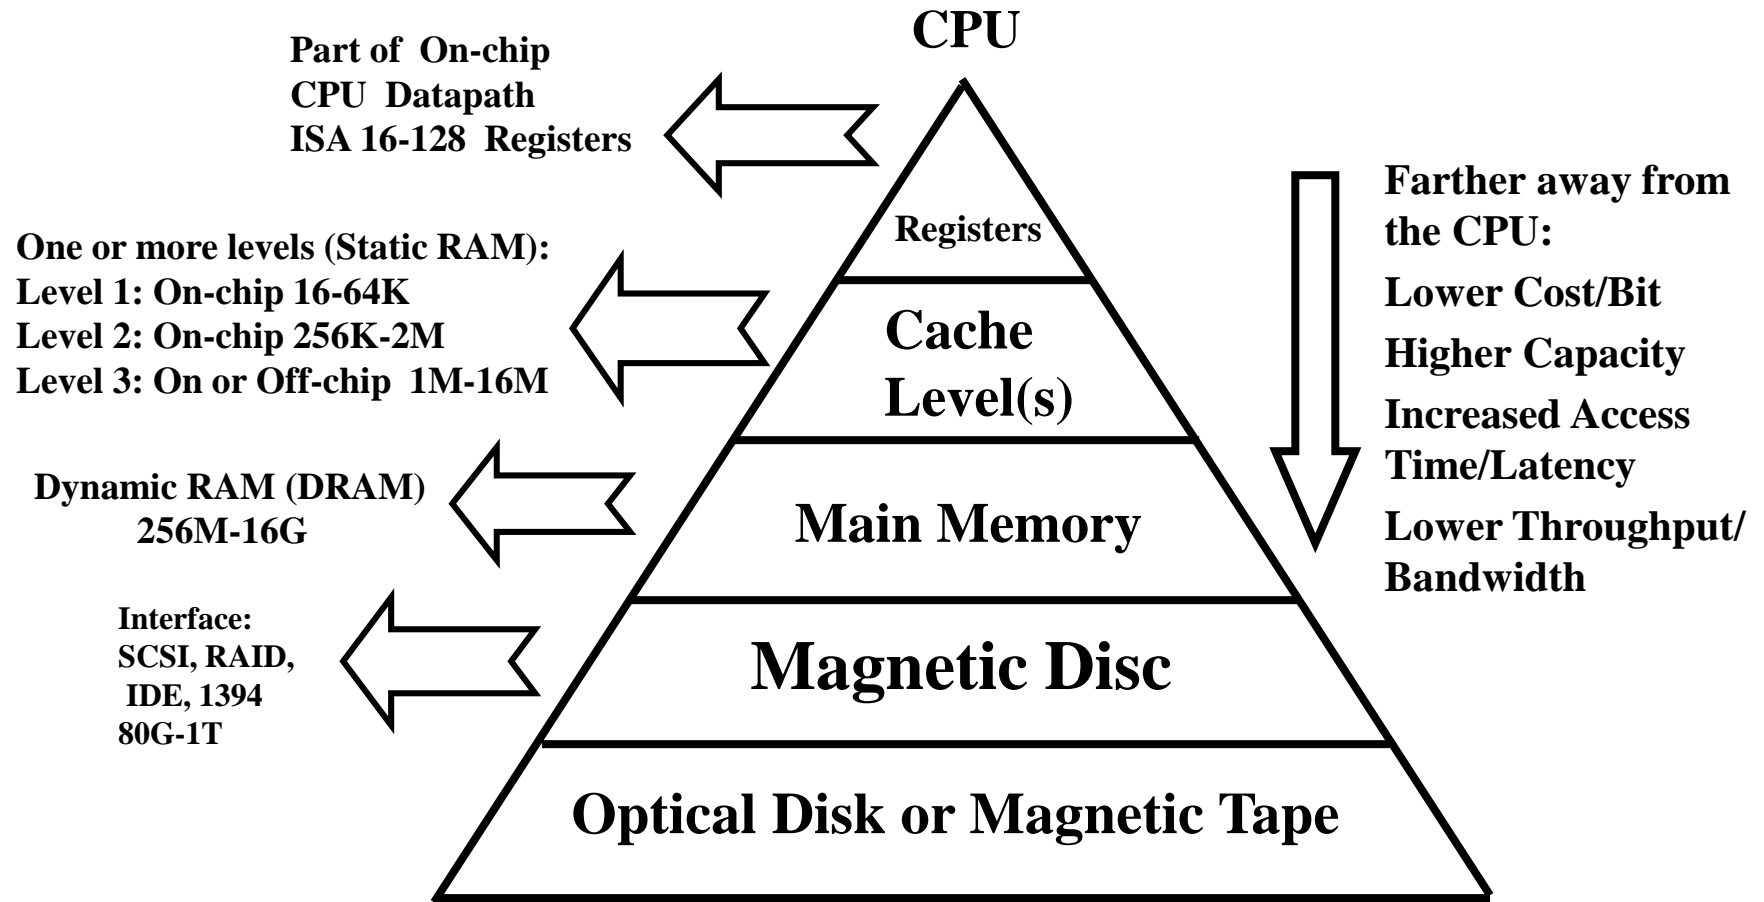 CPU
Part of On-chip
CPU Datapath
ISA 16-128 Registers
One or more levels (Static RAM):
Level 1: On-chip 16-64K
Level 2: On-chip 256K-2M
Level 3: On or Off-chip 1M-16M
Dynamic RAM (DRAM)
256M-16G
Interface:
SCSI, RAID,
IDE, 1394
80G-1T
Registers
Cache
Level(s)
Main Memory
Magnetic Disc
Optical Disk or Magnetic Tape
Farther away from
the CPU:
Lower Cost/Bit
Higher Capacity
Increased Access
Time/Latency
Lower Throughput/
Bandwidth